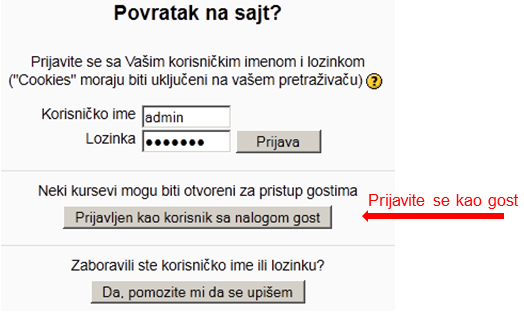 Povratak na sajt?
Prijavite se sa Vašim korisničkim imenom i lozinkom
("Cookies" moraju biti uključeni na vašem pretraživaču) ?
Korisničko ime admin
Lozinka ●●●●●●● Prijava
Neki kursevi mogu biti otvoreni za pristup gostima
Prijavite se kao gost
Prijavljen kao korisnik sa nalogom gost
Zaboravili ste korisničko ime ili lozinku?
Da, pomozite mi da se upišem